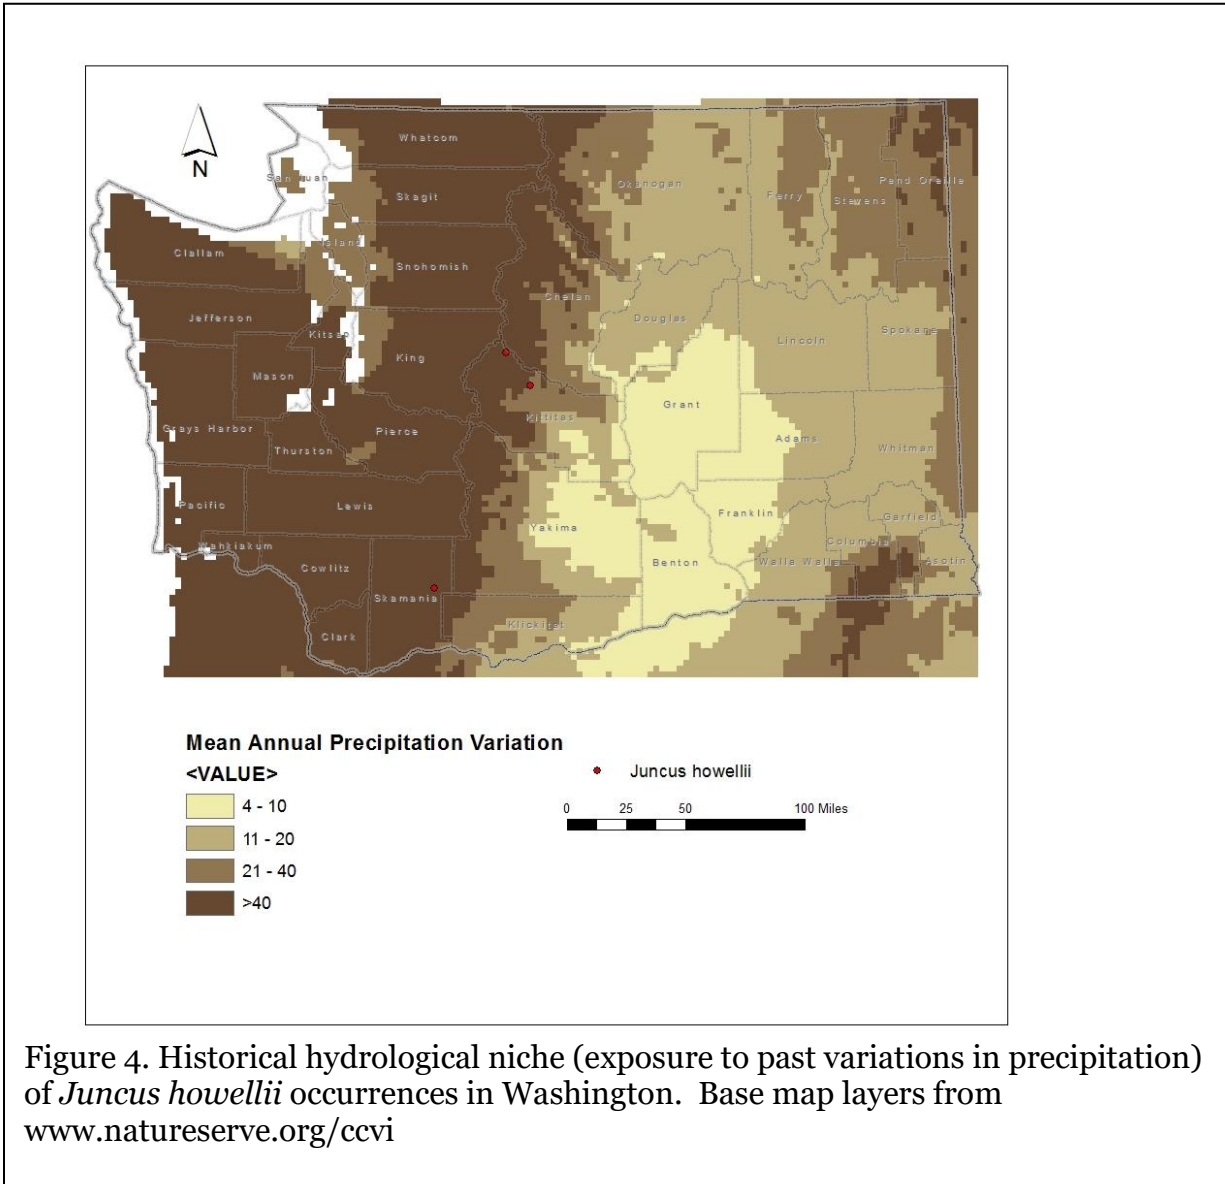 N
Whatcom
San Juan
Skagit
Okanogan
Ferry
Stevens
Pend Oreille
Island
Clallam
Snohomish
Chelan
Jefferson
Kitsap
Douglas
Lincoln
Spokane
King
Mason
Grant
Kittitas
Grays Harbor
Pierce
Adams
Thurston
Whitman
Pacific
Lewis
Yakima
Franklin
Garfield
Wahkiakum
Columbia
Cowlitz
Benton
Walla Walla
Asotin
Skamania
Klickitat
Clark
Mean Annual Precipitation Variation
<VALUE>
4 - 10
11 - 20
21 - 40
>40
Juncus howellii
0 25 50 100 Miles
Figure 4. Historical hydrological niche (exposure to past variations in precipitation)
of Juncus howellii occurrences in Washington. Base map layers from
www.natureserve.org/ccvi